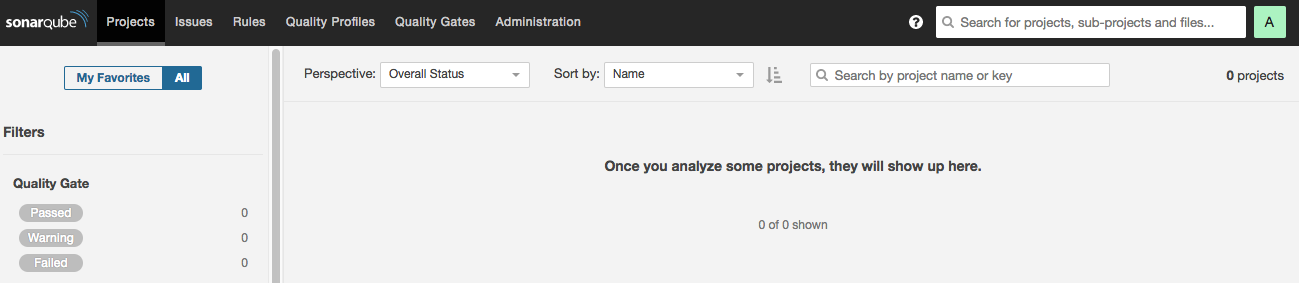 sonarqube Projects Issues Rules Quality Profiles Quality Gates Administration ? Search for projects, sub-projects and files... A
My Favorites All
Perspective: Overall Status Sort by: Name Search by project name or key 0 projects
Filters
Quality Gate
Passed 0
Warning 0
Failed 0
Once you analyze some projects, they will show up here.
0 of 0 shown